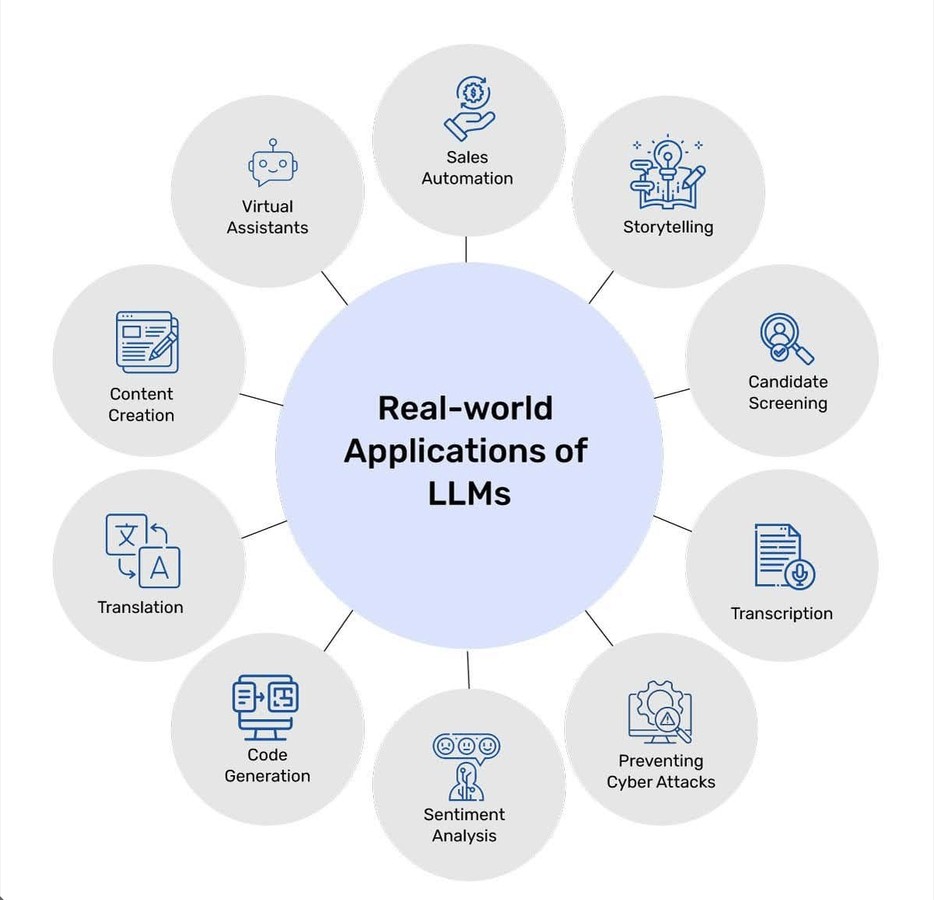 Real-world
Applications of
LLMs
Sales
Automation
Storytelling
Candidate
Screening
Transcription
Preventing
Cyber Attacks
Sentiment
Analysis
Code
Generation
文
A
Translation
Content
Creation
Virtual
Assistants